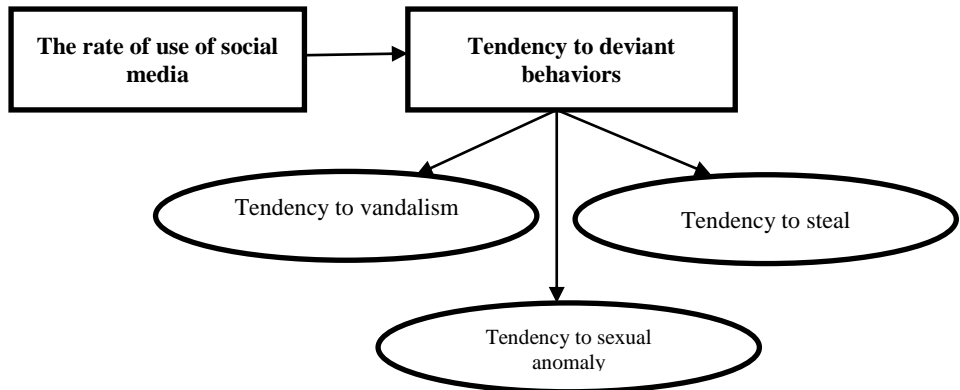 The rate of use of social
media
Tendency to deviant
behaviors
Tendency to vandalism
Tendency to steal
Tendency to sexual
anomaly